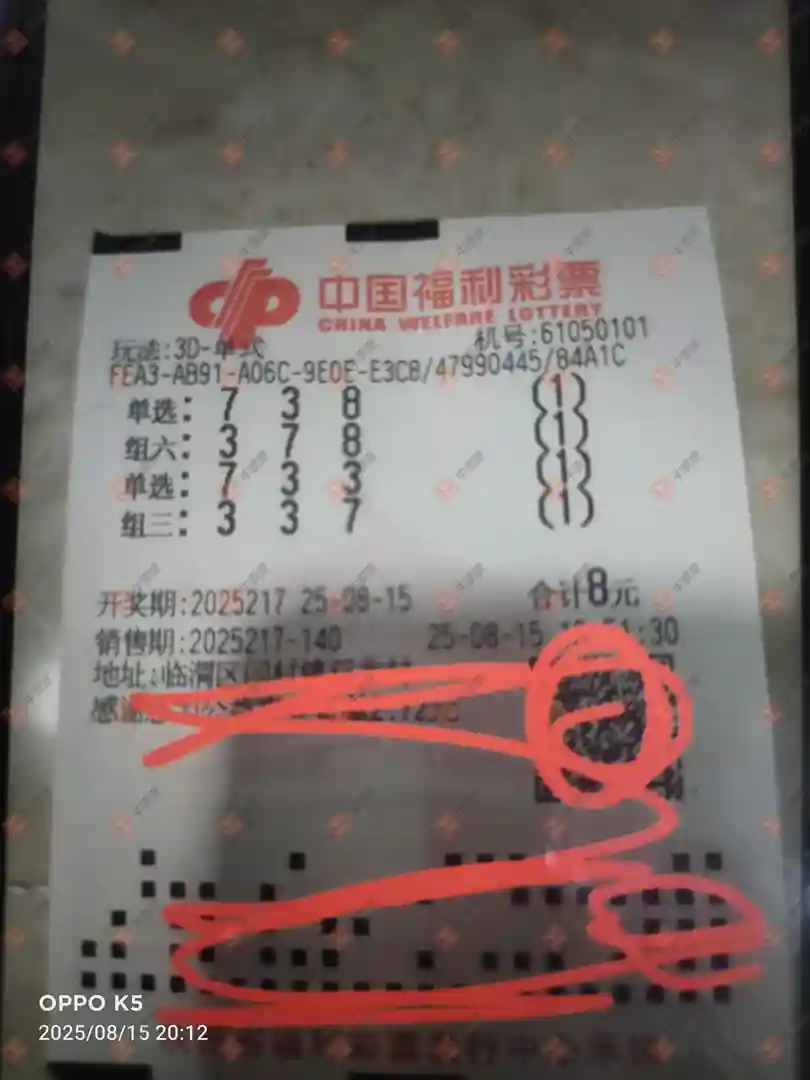 中国福利彩票
CHINA WELFARE LOTTERY
玩法:3D-单式 机号:61050101
FEA3-AB91-A06C-9E0E-E3C8/47990445/84A1C
单选: 7 3 8 (1)
组六: 3 7 8 (1)
单选: 7 3 3 (1)
组三: 3 3 7 (1)
开奖期:2025217 25-08-15 合计8元
销售期:2025217-140 25-08-15 :30
地址:临渭区
感
OPPO K5
2025/08/15 20:12